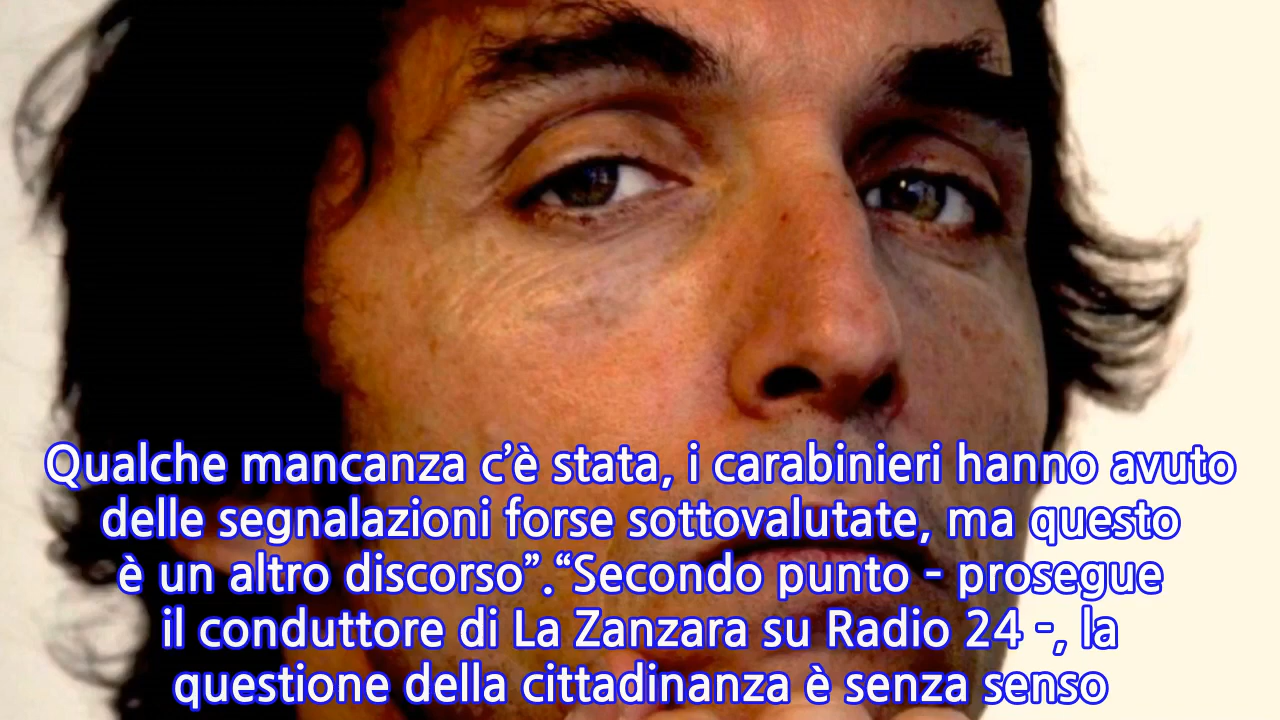 Qualche mancanza c’è stata, i carabinieri hanno avuto
delle segnalazioni forse sottovalutate, ma questo
è un altro discorso”.“Secondo punto - prosegue
il conduttore di La Zanzara su Radio 24 -, la
questione della cittadinanza è senza senso